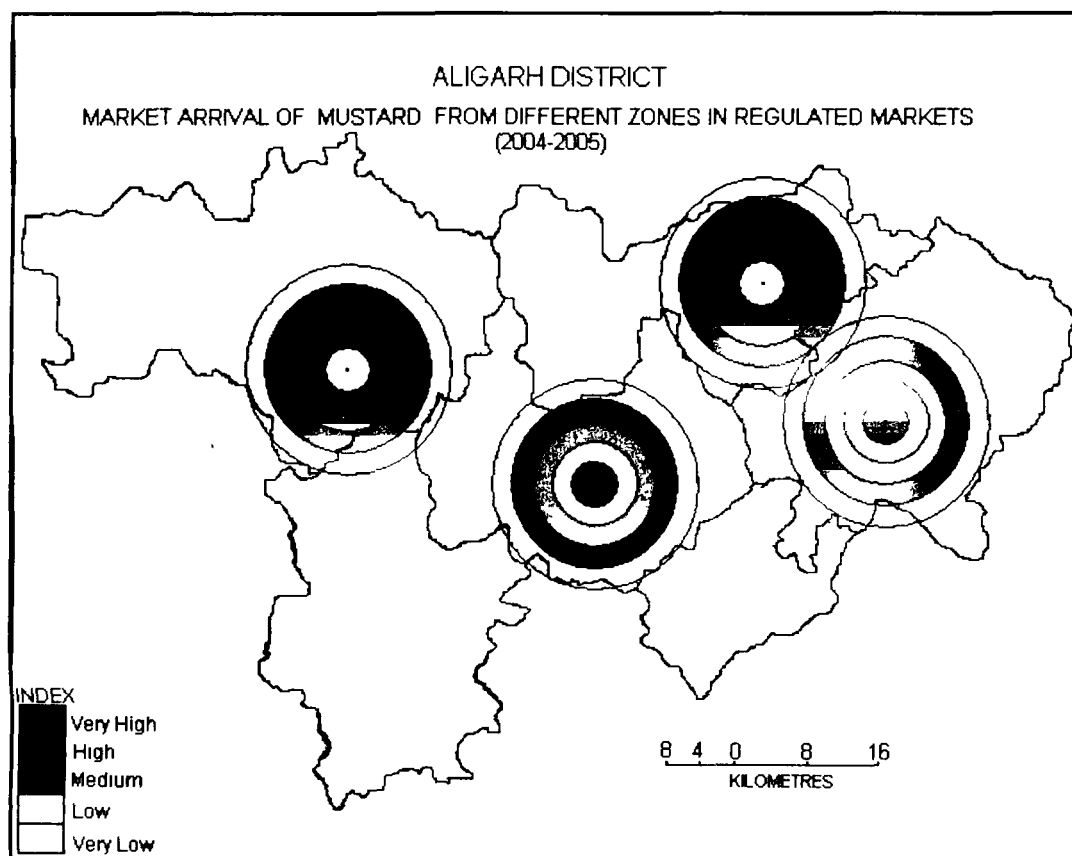 ALIGARH DISTRICT
MARKET ARRIVAL OF MUSTARD FROM DIFFERENT ZONES IN REGULATED MARKETS
(2004-2005)
INDEX
Very High
High
Medium
Low
Very Low
8 4 0 8 16
KILOMETRES